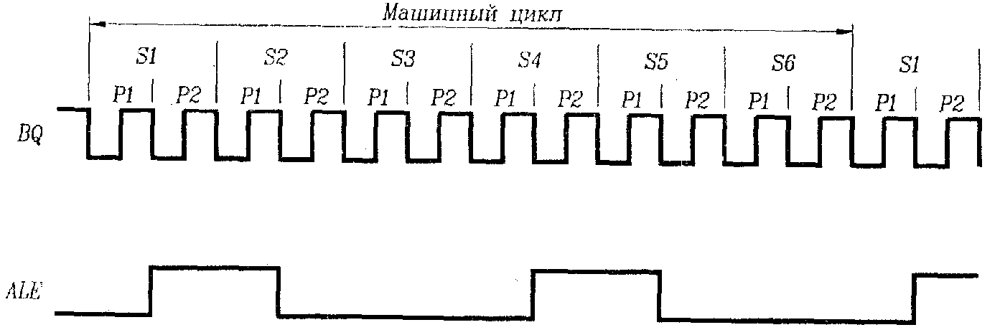 Машинный цикл
S1 S2 S3 S4 S5 S6 S1
P1 P2 P1 P2 P1 P2 P1 P2 P1 P2 P1 P2 P1 P2
BQ
ALE